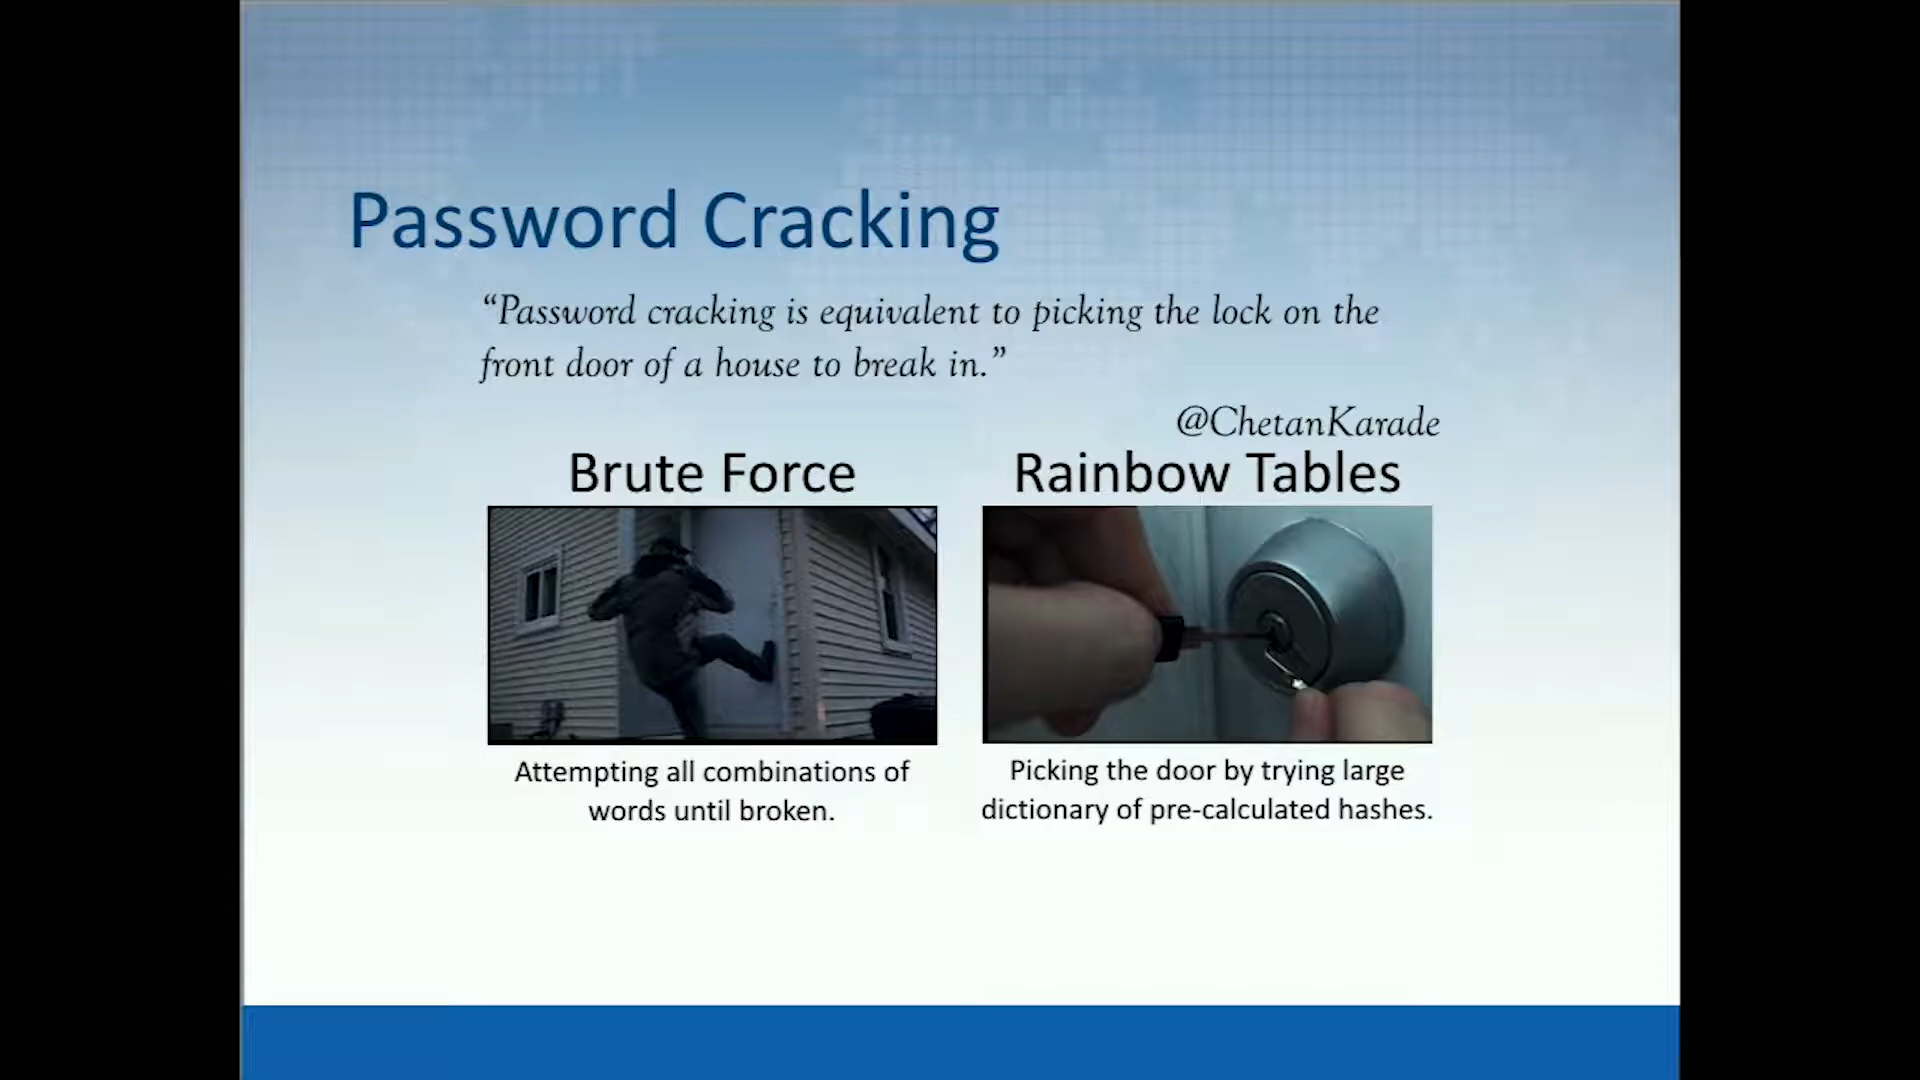 Password Cracking
“Password cracking is equivalent to picking the lock on the
front door of a house to break in.”
@ChetanKarade
Brute Force
Rainbow Tables
Attempting all combinations of
words until broken.
Picking the door by trying large
dictionary of pre-calculated hashes.